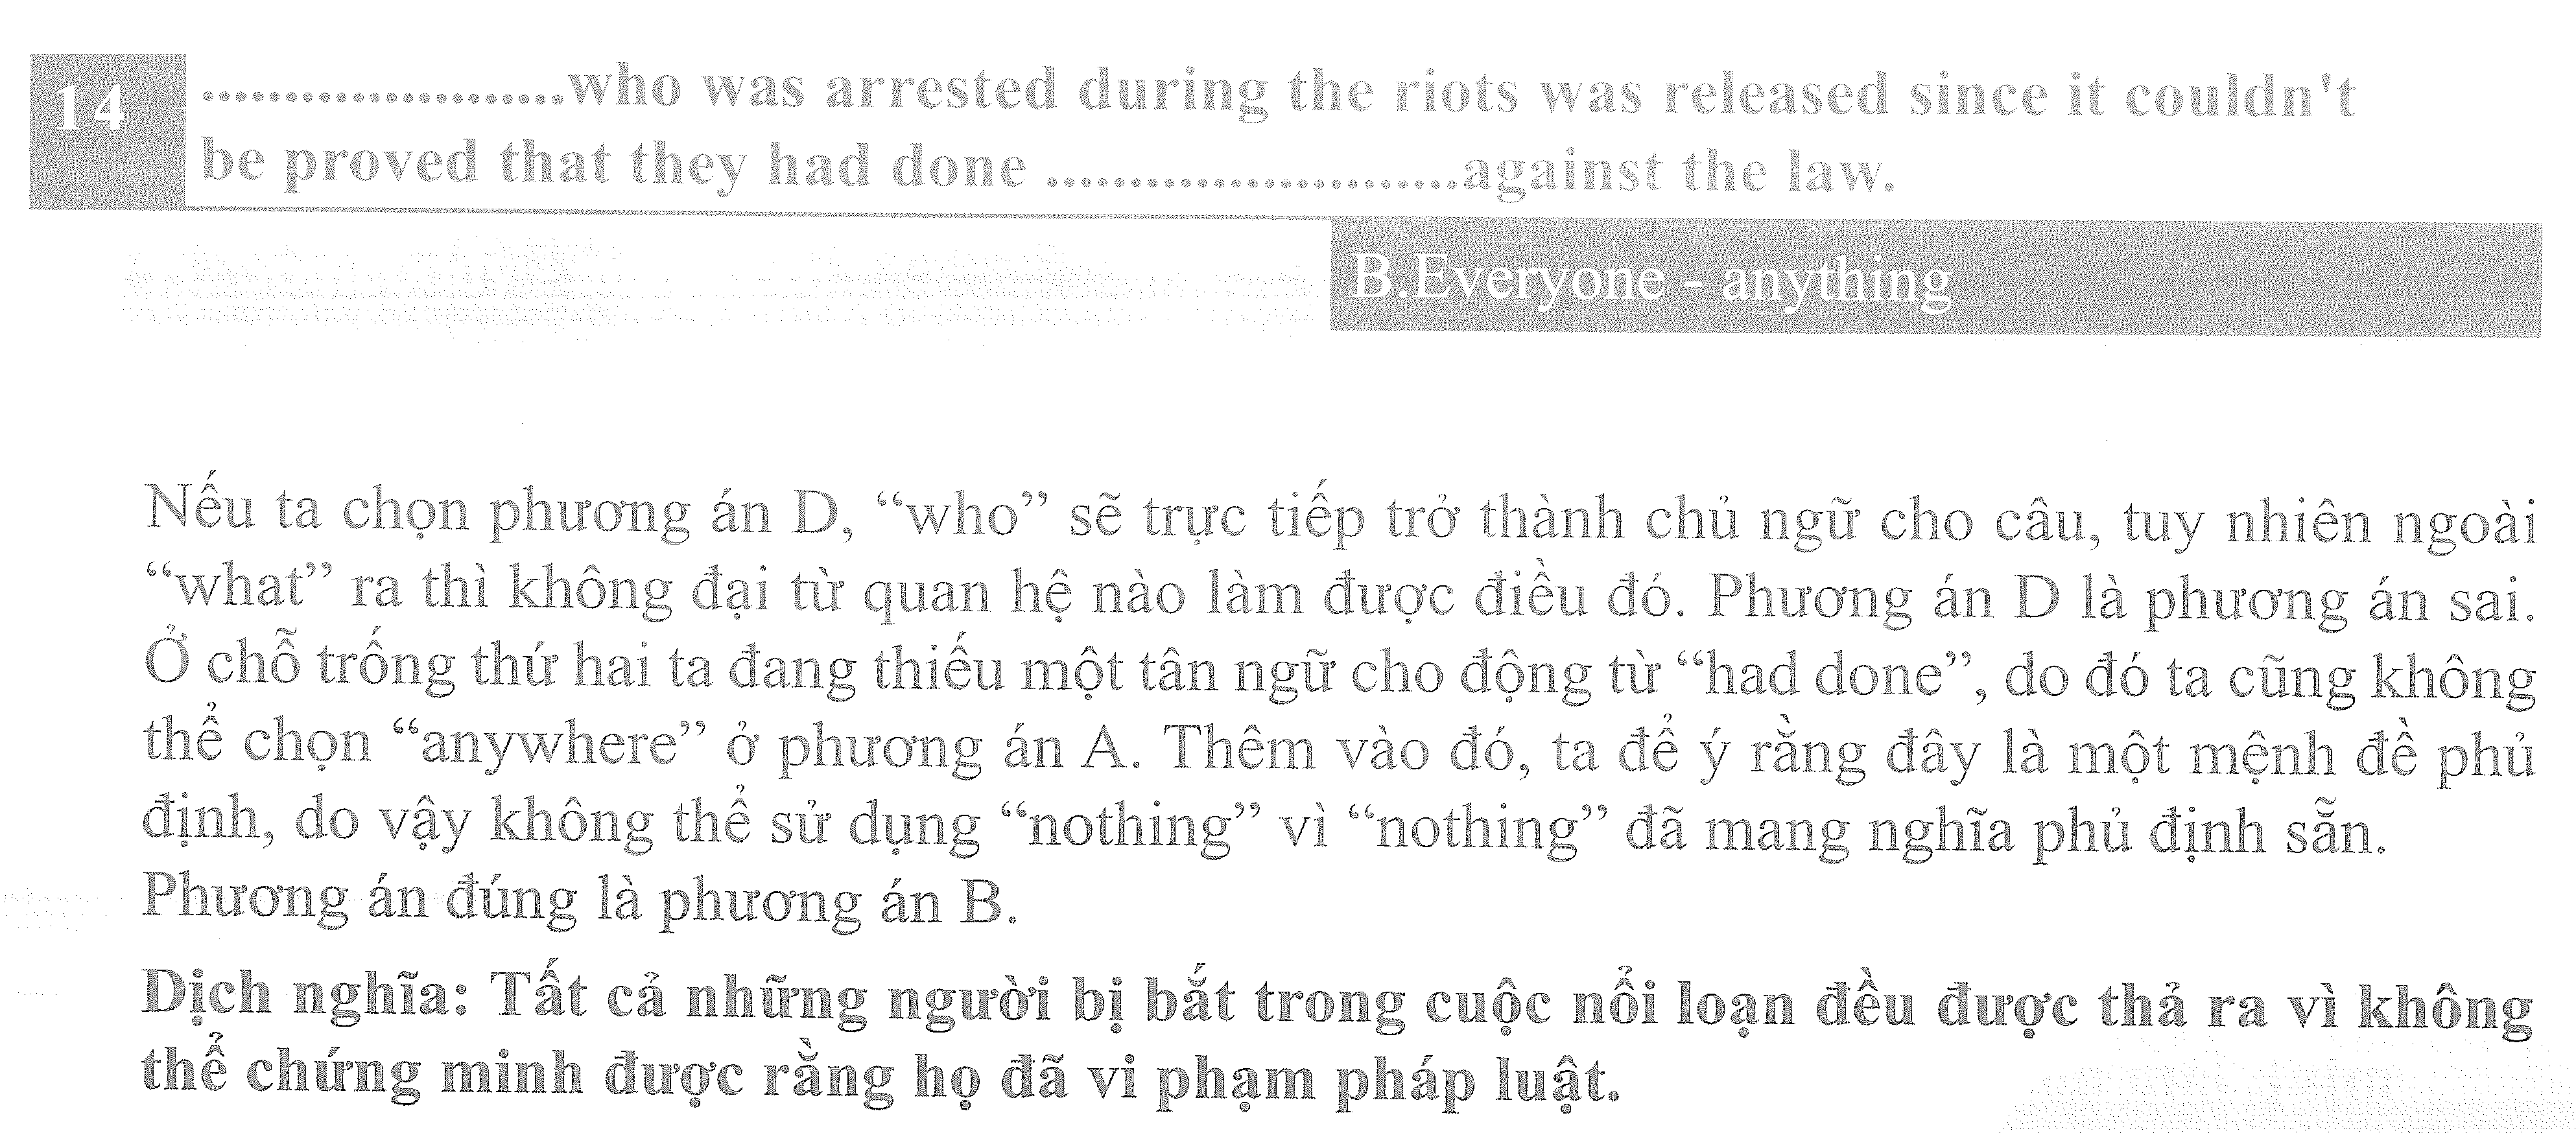 14
.....................who was arrested during the riots was released since it couldn't
be proved that they had done ........................against the law.
B.Everyone - anything
Nếu ta chọn phương án D, “who” sẽ trực tiếp trở thành chủ ngữ cho câu, tuy nhiên ngoài
“what” ra thì không đại từ quan hệ nào làm được điều đó. Phương án D là phương án sai.
Ở chỗ trống thứ hai ta đang thiếu một tân ngữ cho động từ “had done”, do đó ta cũng không
thể chọn “anywhere” ở phương án A. Thêm vào đó, ta để ý rằng đây là một mệnh đề phủ
định, do vậy không thể sử dụng “nothing” vì “nothing” đã mang nghĩa phủ định sẵn.
Phương án đúng là phương án B.
Dịch nghĩa: Tất cả những người bị bắt trong cuộc nổi loạn đều được thả ra vì không
thể chứng minh được rằng họ đã vi phạm pháp luật.